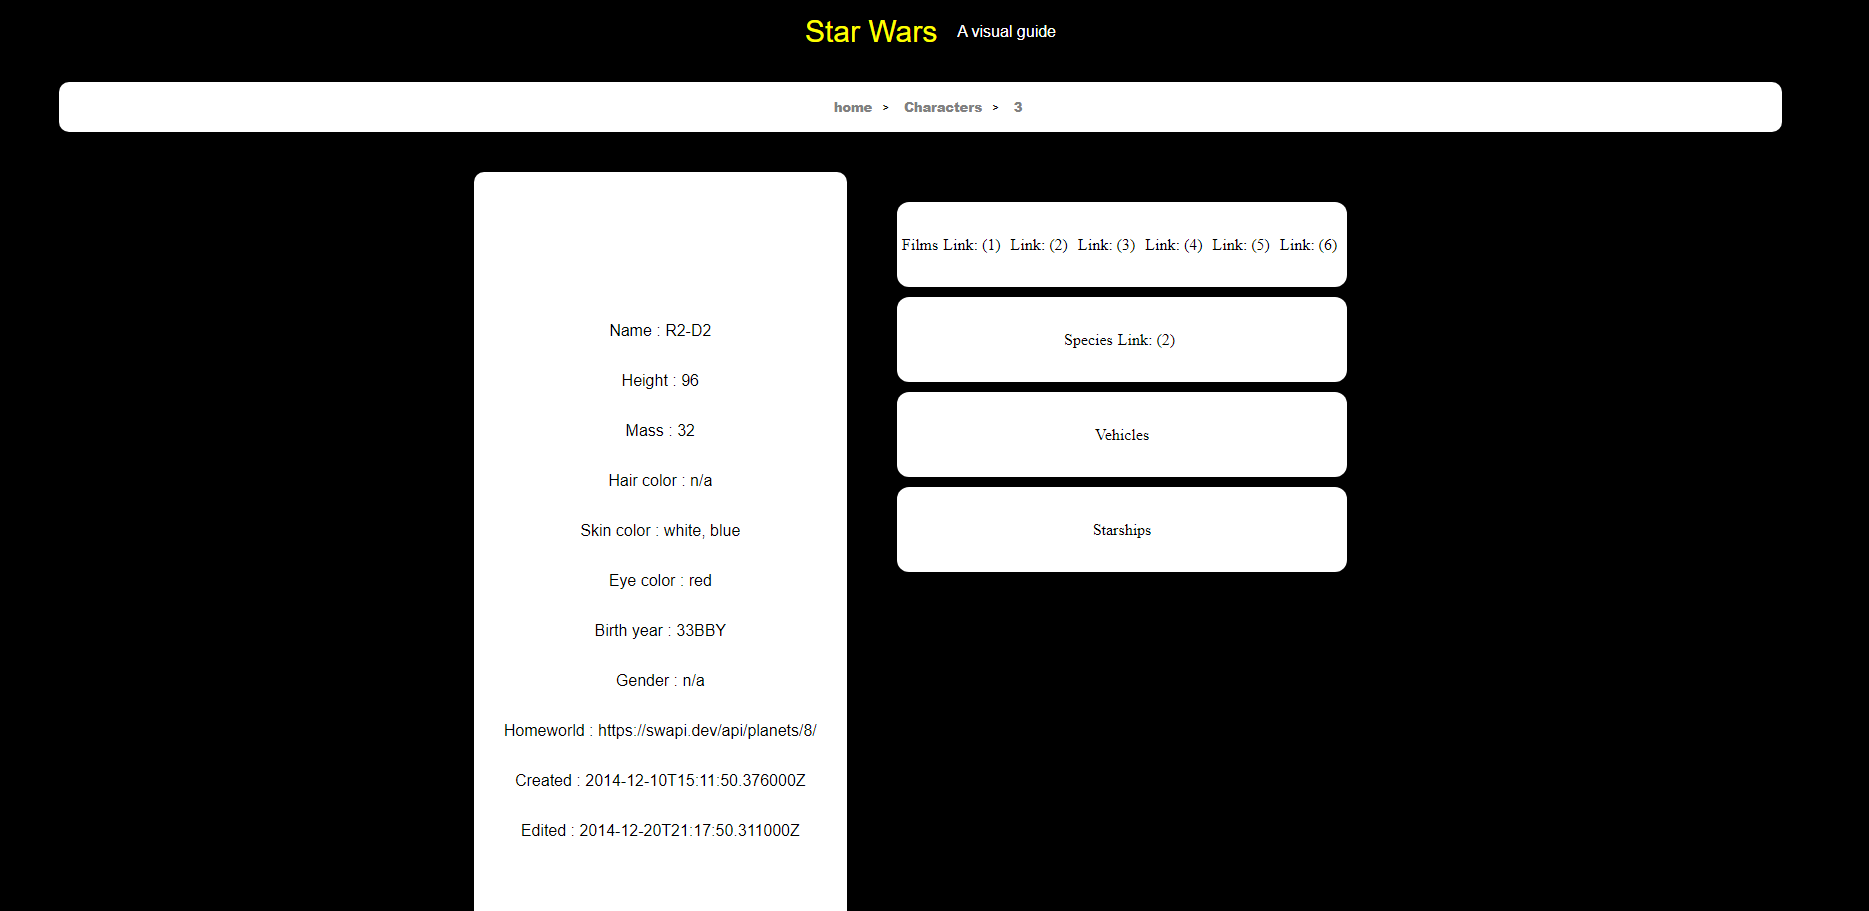 Star Wars A visual guide
home > Characters > 3
Name : R2-D2
Height : 96
Mass : 32
Hair color : n/a
Skin color : white, blue
Eye color : red
Birth year : 33BBY
Gender : n/a
Homeworld : https://swapi.dev/api/planets/8/
Created : 2014-12-10T15:11:50.376000Z
Edited : 2014-12-20T21:17:50.311000Z
Films Link: (1) Link: (2) Link: (3) Link: (4) Link: (5) Link: (6)
Species Link: (2)
Vehicles
Starships